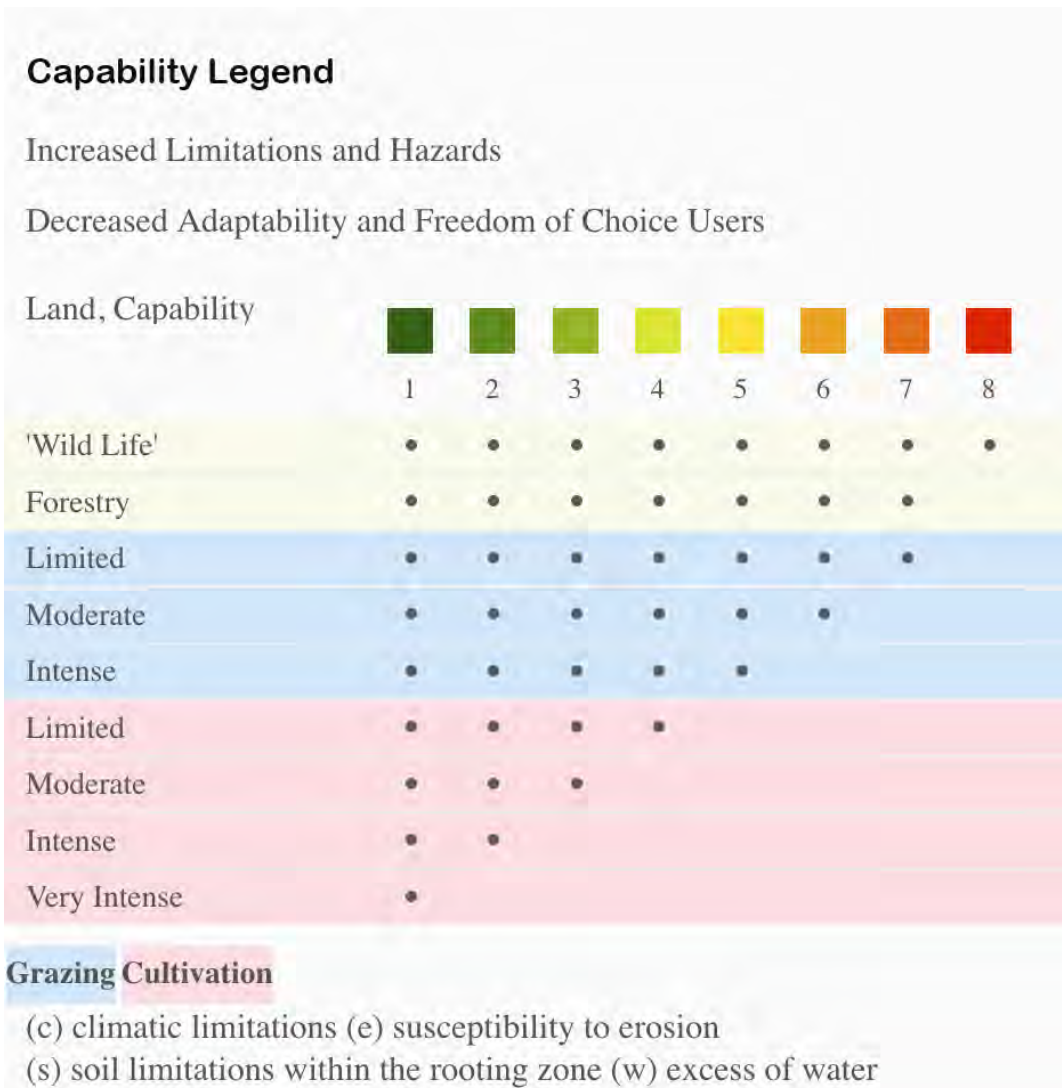 Capability Legend
Increased Limitations and Hazards
Decreased Adaptability and Freedom of Choice Users
Land, Capability
1 2 3 4 5 6 7 8
'Wild Life'
Forestry
Limited
Moderate
Intense
Limited
Moderate
Intense
Very Intense
Grazing Cultivation
(c) climatic limitations (e) susceptibility to erosion
(s) soil limitations within the rooting zone (w) excess of water